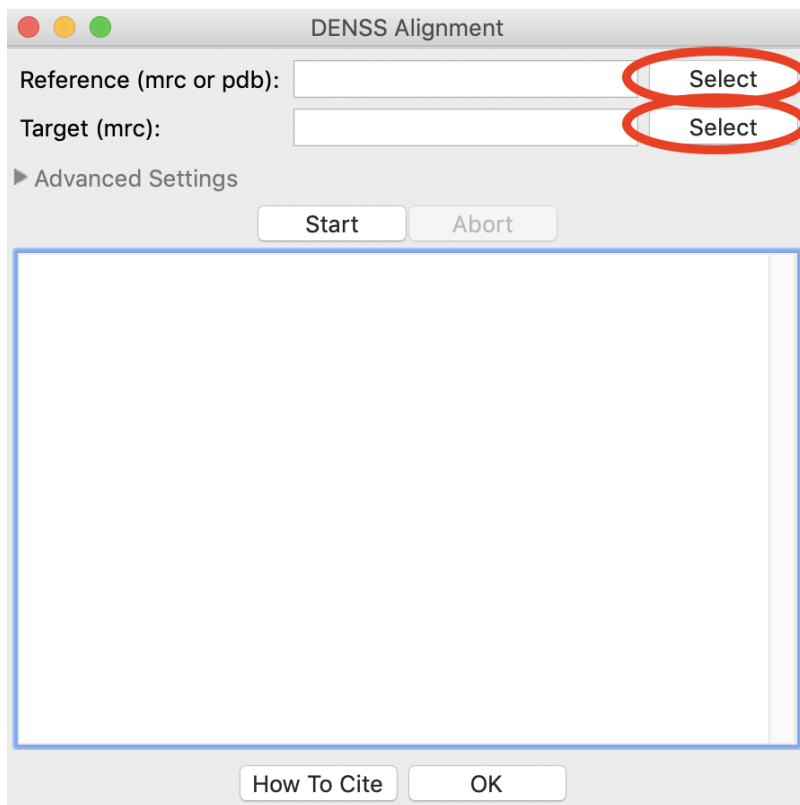 DENSS Alignment
Reference (mrc or pdb): Select
Target (mrc): Select
Advanced Settings
Start Abort
How To Cite OK